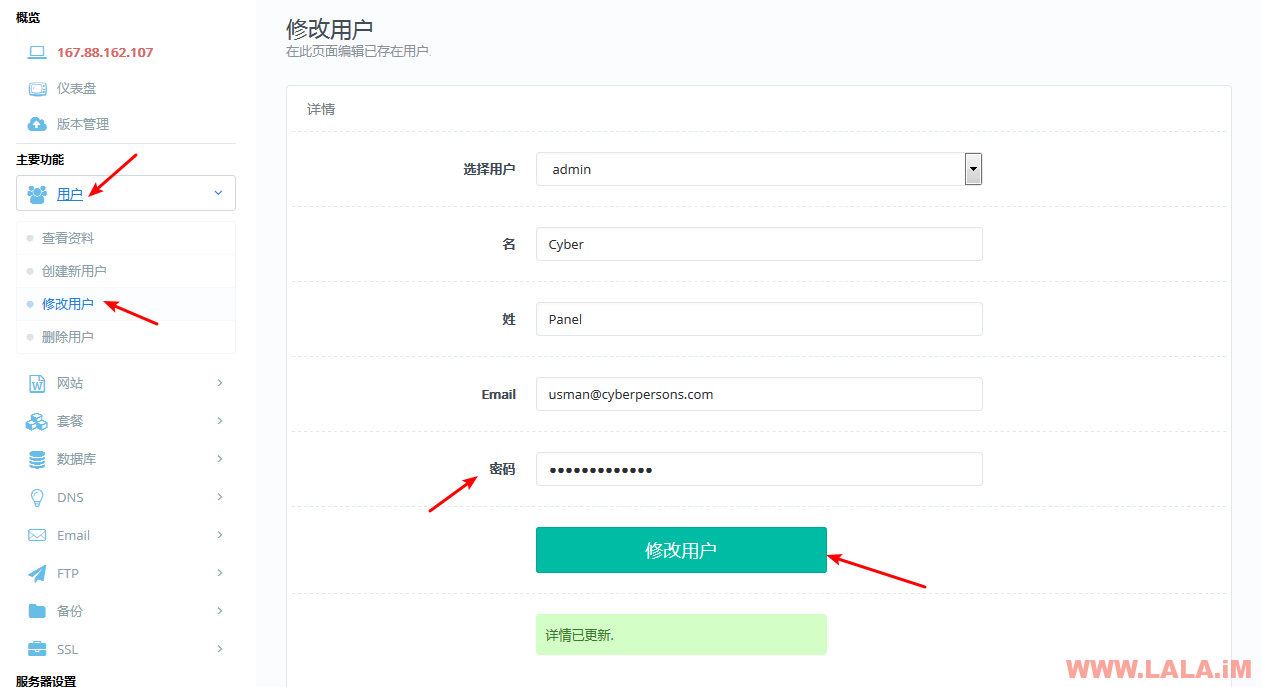 概览
167.88.162.107
仪表盘
版本管理
主要功能
用户
查看资料
创建新用户
修改用户
删除用户
网站
套餐
数据库
DNS
Email
FTP
备份
SSL
服务器设置
修改用户
在此页面编辑已存在用户.
详情
选择用户 admin
名 Cyber
姓 Panel
Email usman@cyberpersons.com
密码 •••••••••••••
修改用户
详情已更新.
WWW.LALA.iM